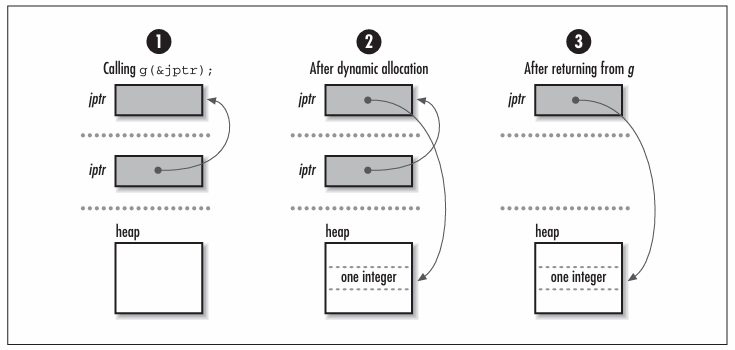 1
Calling g(&jptr);
jptr
iptr
heap
2
After dynamic allocation
jptr
iptr
heap
one integer
3
After returning from g
jptr
heap
one integer